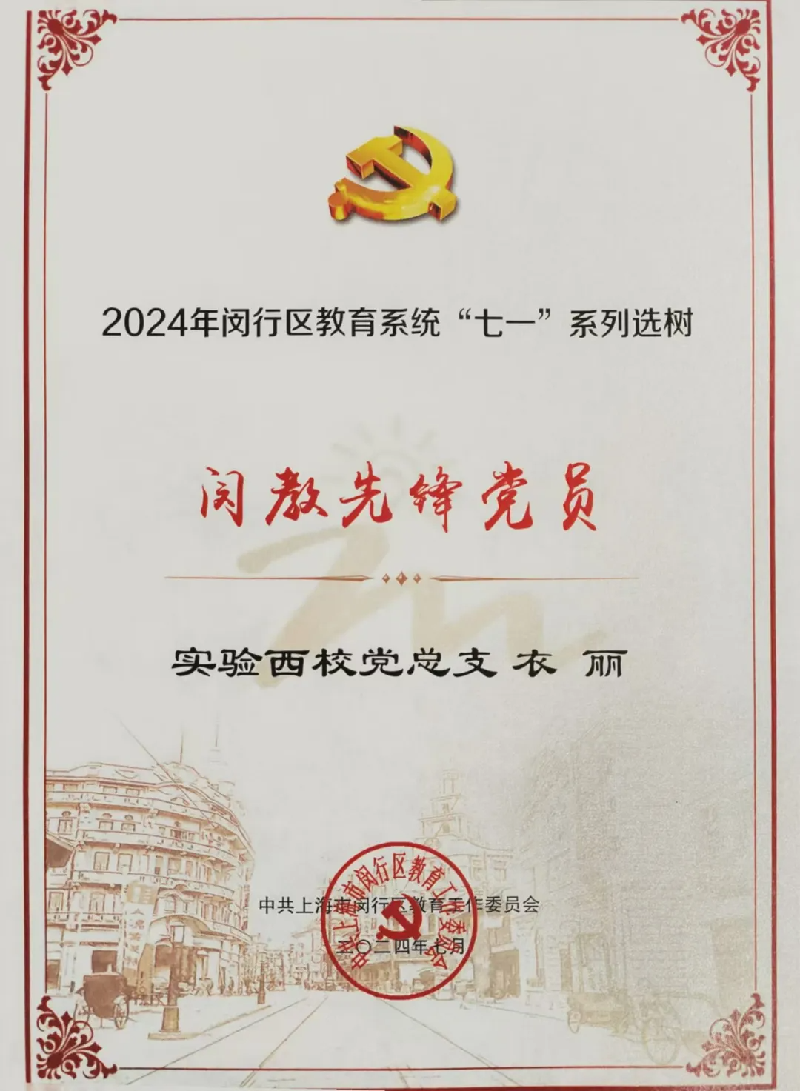 2024年闵行区教育系统“七一”系列选树
闵教先锋党员
实验西校党总支 衣 丽
中共上海市闵行区教育工作委员会
二〇二四年七月
中共上海市闵行区教育工作委员会